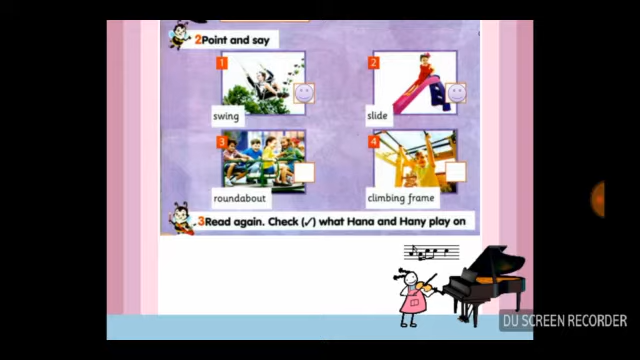 2 Point and say
1
2
swing
slide
3
4
roundabout
climbing frame
3 Read again. Check (✓) what Hana and Hany play on
DU SCREEN RECORDER